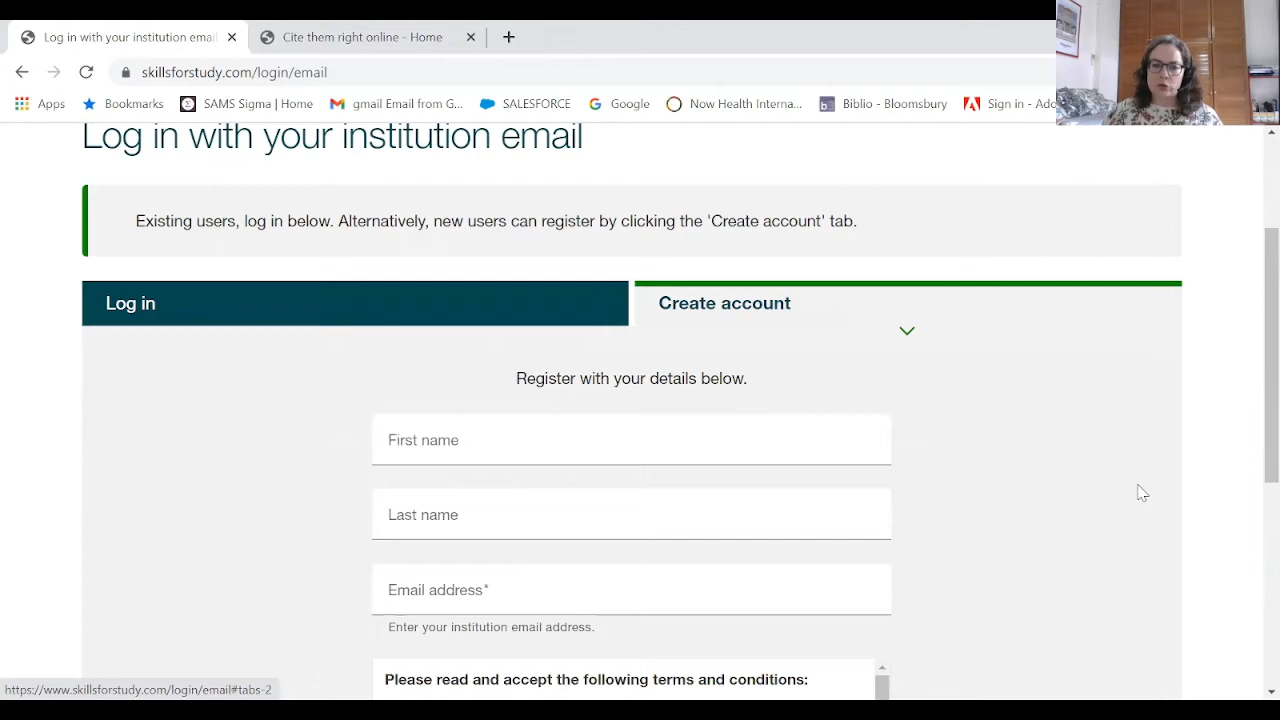 Log in with your institution email
Cite them right online - Home
skillsforstudy.com/login/email
Apps
Bookmarks
SAMS Sigma | Home
gmail Email from G...
SALESFORCE
Google
Now Health Interna...
Biblio - Bloomsbury
Sign in - Ado
Log in with your institution email
Existing users, log in below. Alternatively, new users can register by clicking the 'Create account' tab.
Log in
Create account
Register with your details below.
First name
Last name
Email address*
Enter your institution email address.
Please read and accept the following terms and conditions:
https://www.skillsforstudy.com/login/email#tabs-2